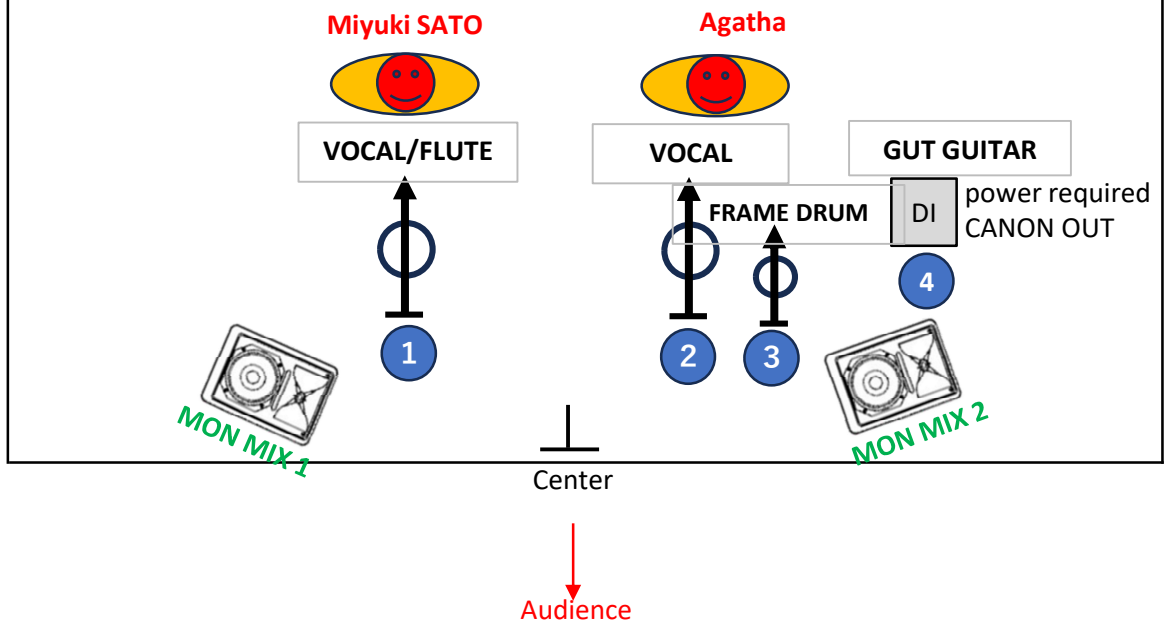 Miyuki SATO
Agatha
VOCAL/FLUTE
VOCAL
GUT GUITAR
FRAME DRUM
DI
power required
CANON OUT
1
2
3
4
MON MIX 1
MON MIX 2
Center
Audience